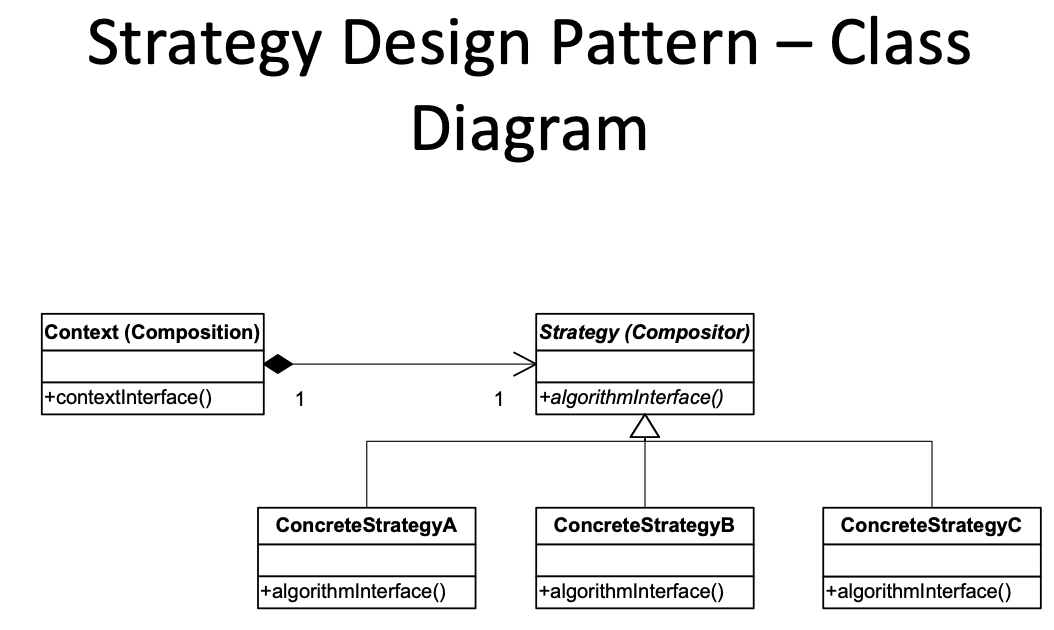 Strategy Design Pattern – Class
Diagram
Context (Composition)
+contextInterface()
1
1
Strategy (Compositor)
+algorithmInterface()
ConcreteStrategyA
+algorithmInterface()
ConcreteStrategyB
+algorithmInterface()
ConcreteStrategyC
+algorithmInterface()